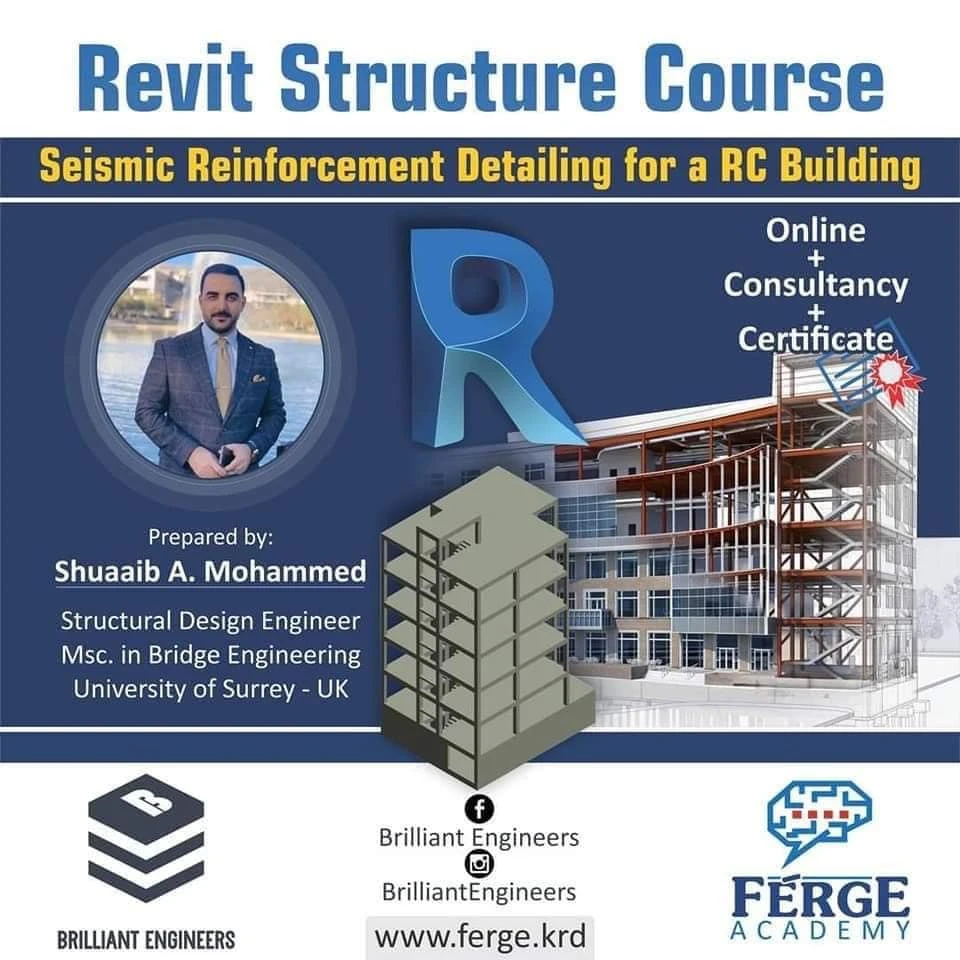 Revit Structure Course
Seismic Reinforcement Detailing for a RC Building
Online
+
Consultancy
+
Certificate
R
Prepared by:
Shuaaib A. Mohammed
Structural Design Engineer
Msc. in Bridge Engineering
University of Surrey - UK
B
BRILLIANT ENGINEERS
f
Brilliant Engineers
BrilliantEngineers
www.ferge.krd
FÉRGE
ACADEMY